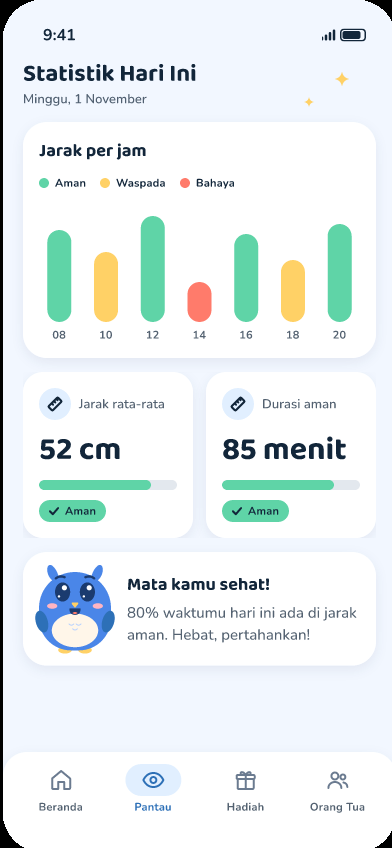 9:41
Statistik Hari Ini
Minggu, 1 November
Jarak per jam
Aman Waspada Bahaya
08 10 12 14 16 18 20
Jarak rata-rata
52 cm
Aman
Durasi aman
85 menit
Aman
Mata kamu sehat!
80% waktumu hari ini ada di jarak
aman. Hebat, pertahankan!
Beranda Pantau Hadiah Orang Tua